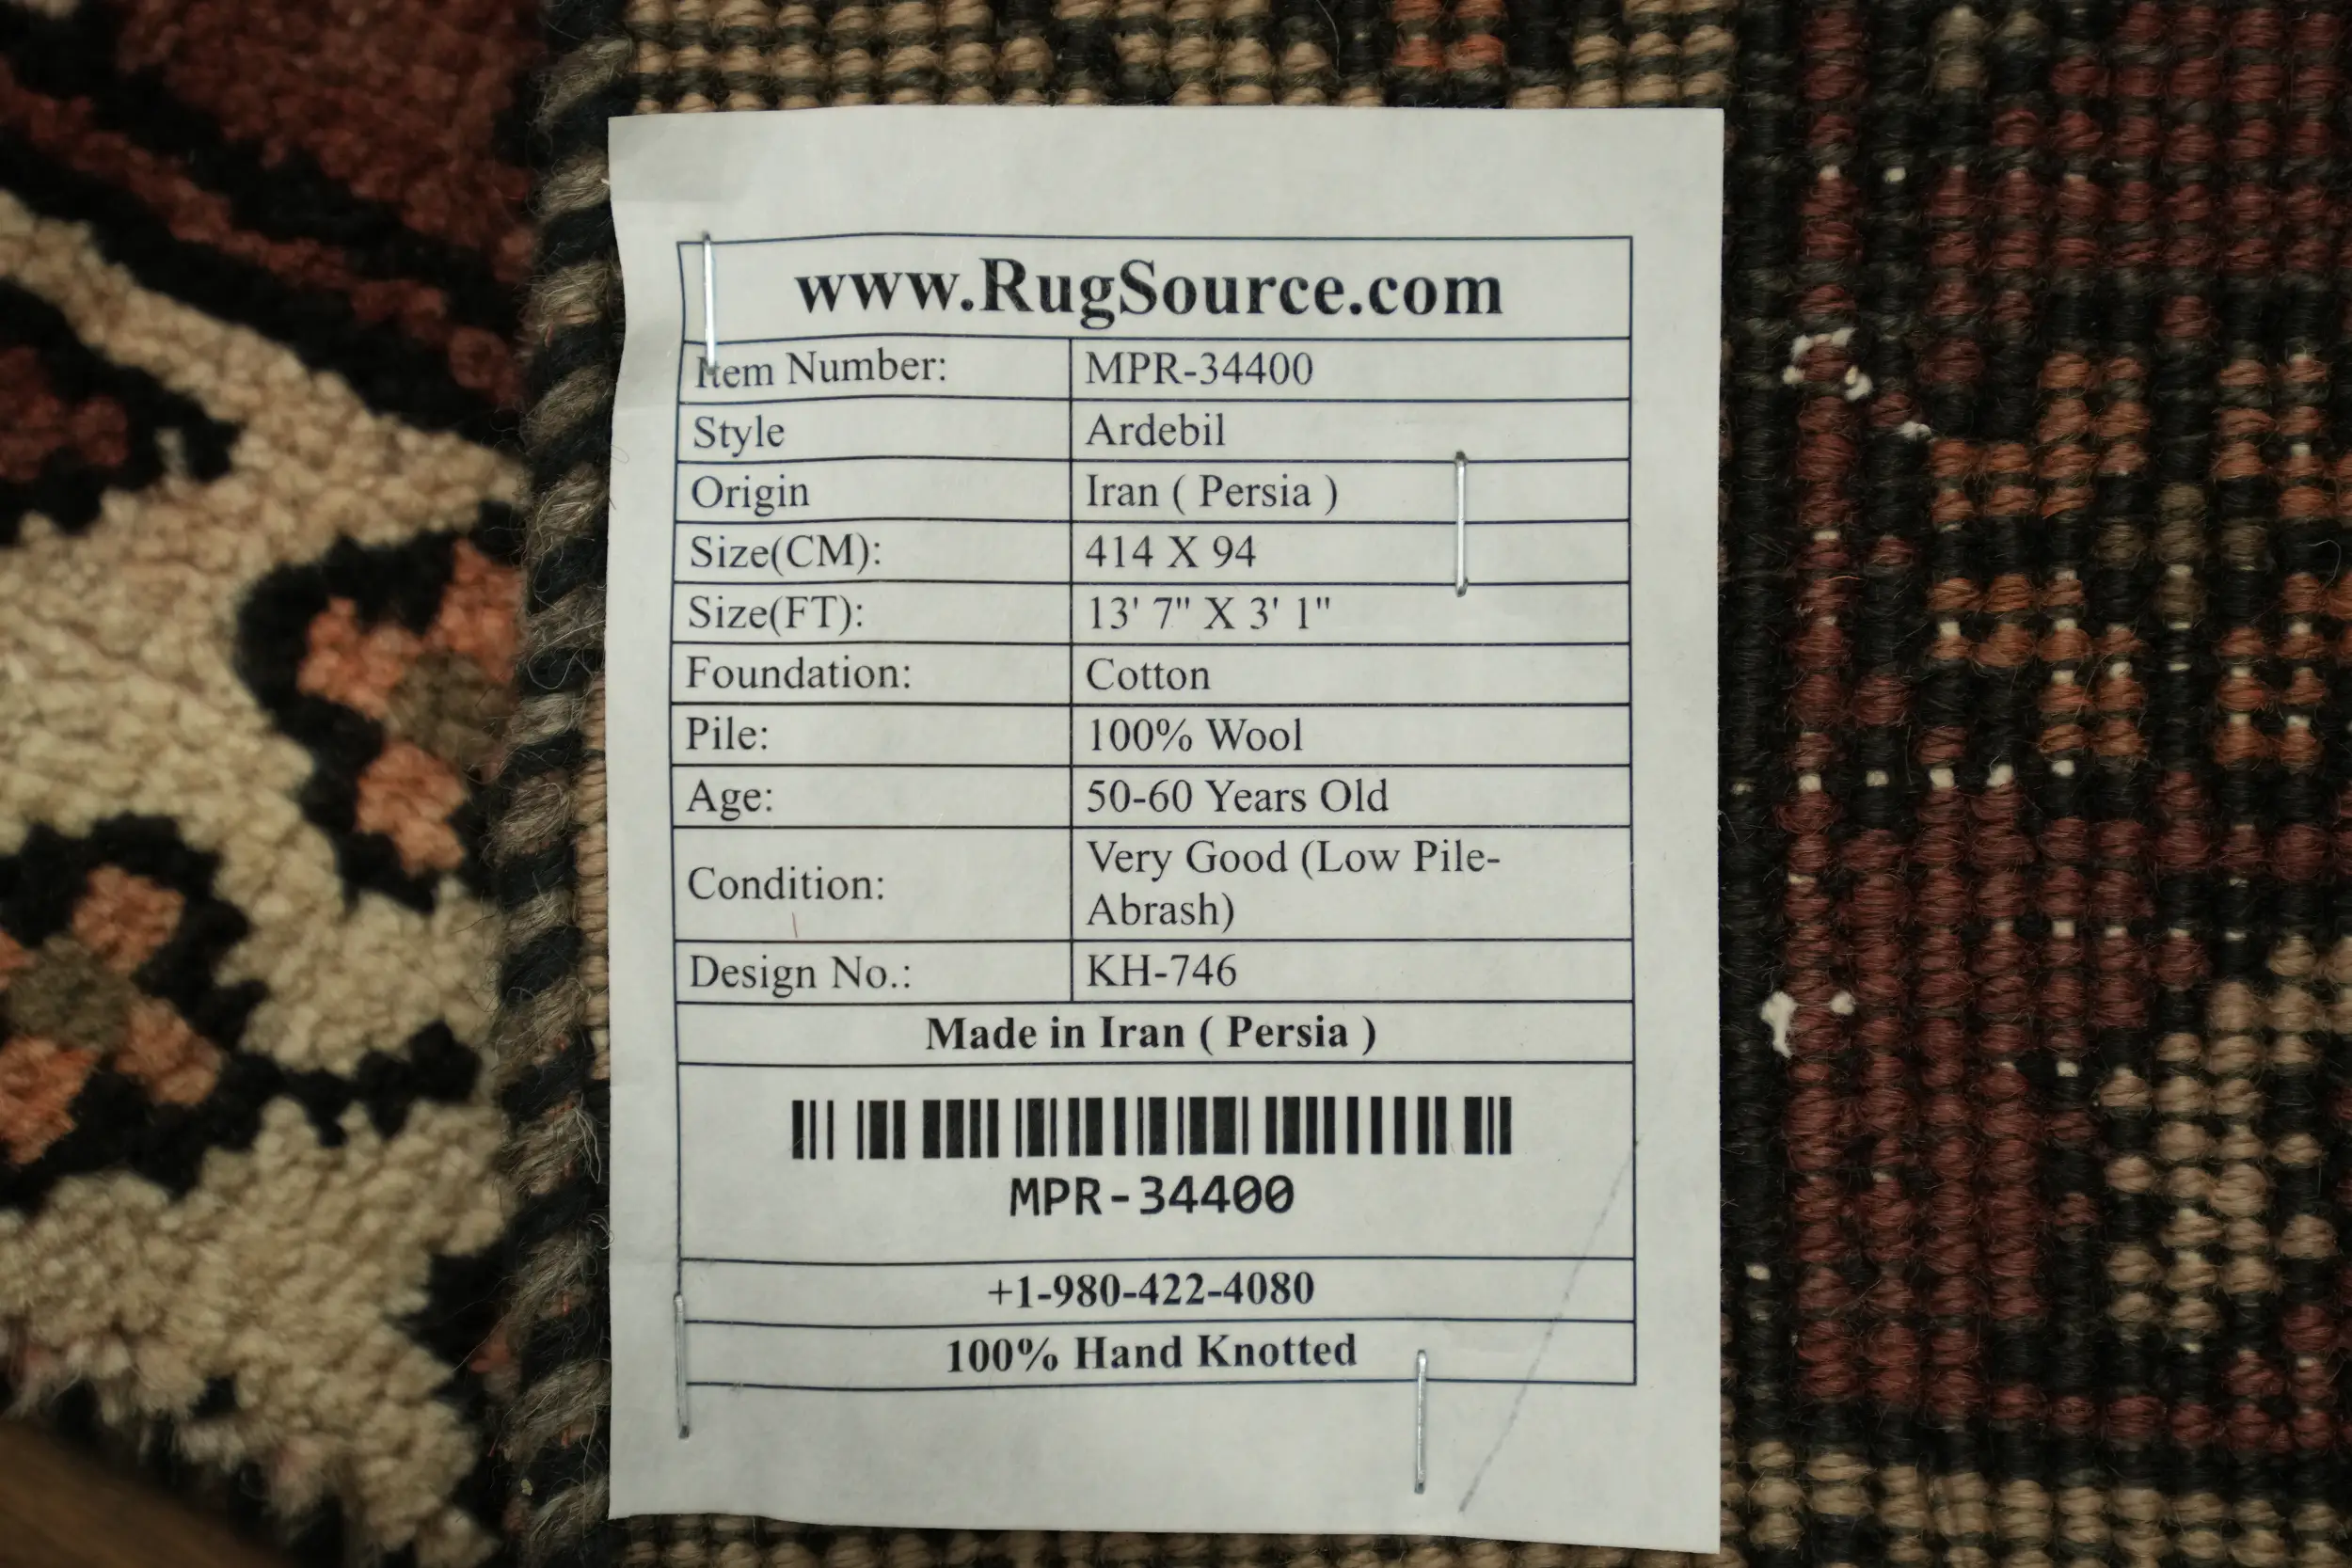 www.RugSource.com
Item Number: MPR-34400
Style Ardebil
Origin Iran ( Persia )
Size(CM): 414 X 94
Size(FT): 13' 7" X 3' 1"
Foundation: Cotton
Pile: 100% Wool
Age: 50-60 Years Old
Condition: Very Good (Low Pile-
Abrash)
Design No.: KH-746
Made in Iran ( Persia )
MPR-34400
+1-980-422-4080
100% Hand Knotted